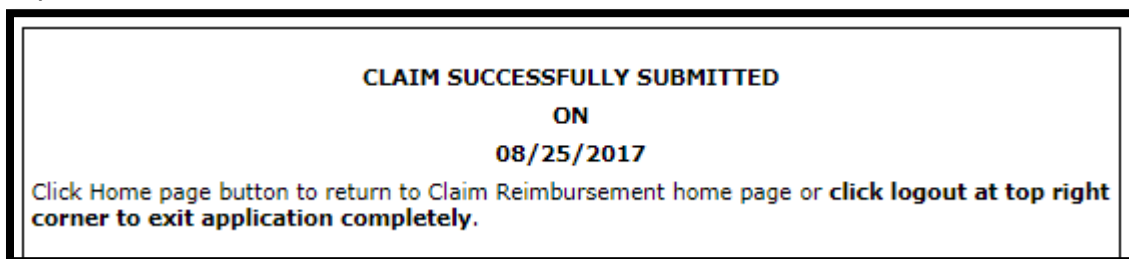 CLAIM SUCCESSFULLY SUBMITTED
ON
08/25/2017
Click Home page button to return to Claim Reimbursement home page or click logout at top right
corner to exit application completely.